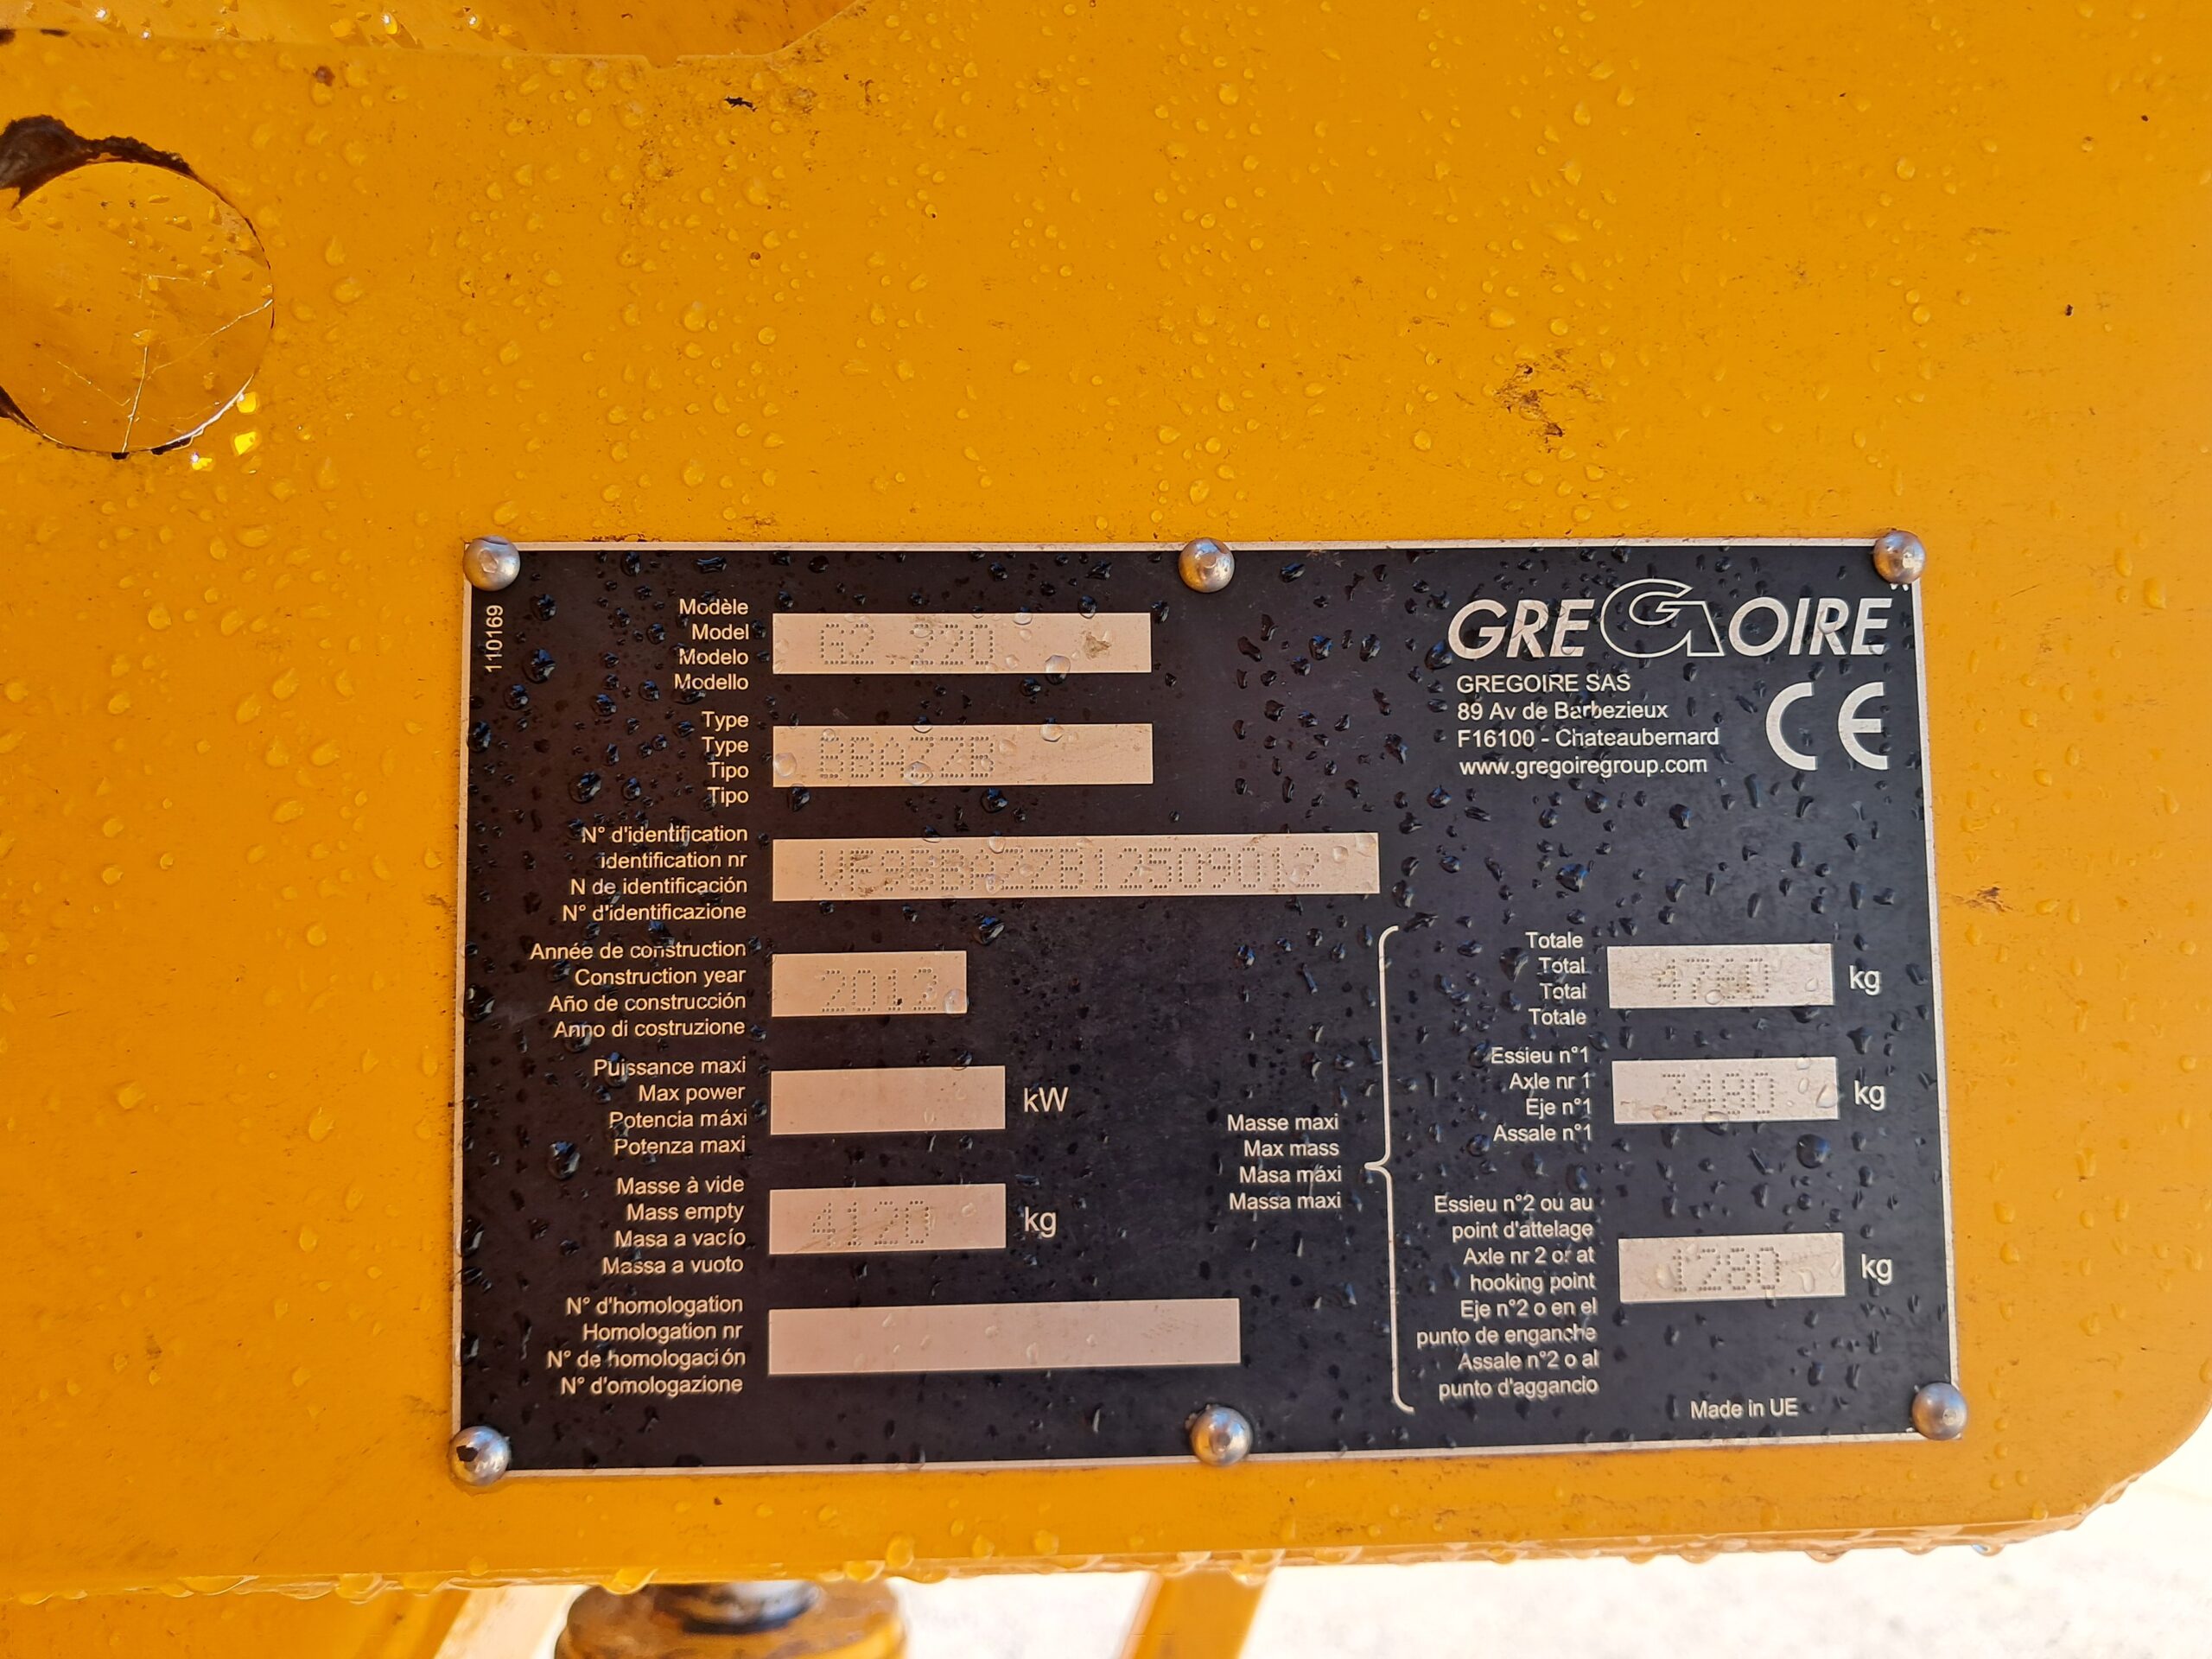 110169
Modèle
Model
Modelo
Modello
G2.220
Type
Type
Tipo
Tipo
BBAZZB
N° d'identification
identification nr
N de identificación
N° d'identificazione
VF9BBAZZB12509012
Année de construction
Construction year
Año de construcción
Anno di costruzione
2012
Puissance maxi
Max power
Potencia máxi
Potenza maxi
kW
Masse à vide
Mass empty
Masa a vacío
Massa a vuoto
4120 kg
N° d'homologation
Homologation nr
N° de homologación
N° d'omologazione
GREGOIRE
GREGOIRE SAS
89 Av de Barbezieux
F16100 - Chateaubernard
www.gregoiregroup.com
CE
Masse maxi
Max mass
Masa máxi
Massa maxi
Totale
Total
Total
Totale
4760 kg
Essieu n°1
Axle nr 1
Eje n°1
Assale n°1
3480 kg
Essieu n°2 ou au
point d'attelage
Axle nr 2 or at
hooking point
Eje n°2 o en el
punto de enganche
Assale n°2 o al
punto d'aggancio
1280 kg
Made in UE